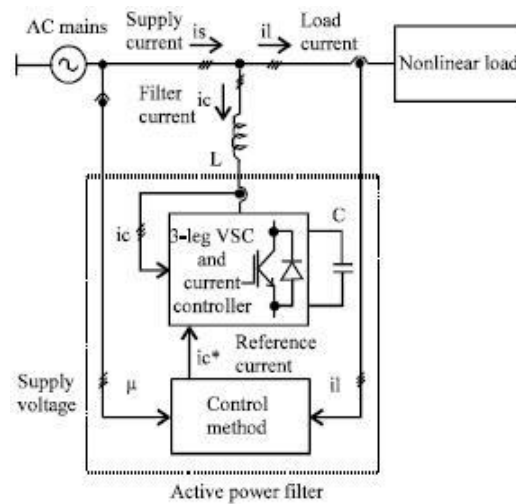 AC mains
Supply
current
is
il
Load
current
Nonlinear load
Filter
current
ic
L
ic
3-leg VSC
and
current
controller
C
Reference
current
ic*
Supply
voltage
μ
il
Control
method
Active power filter